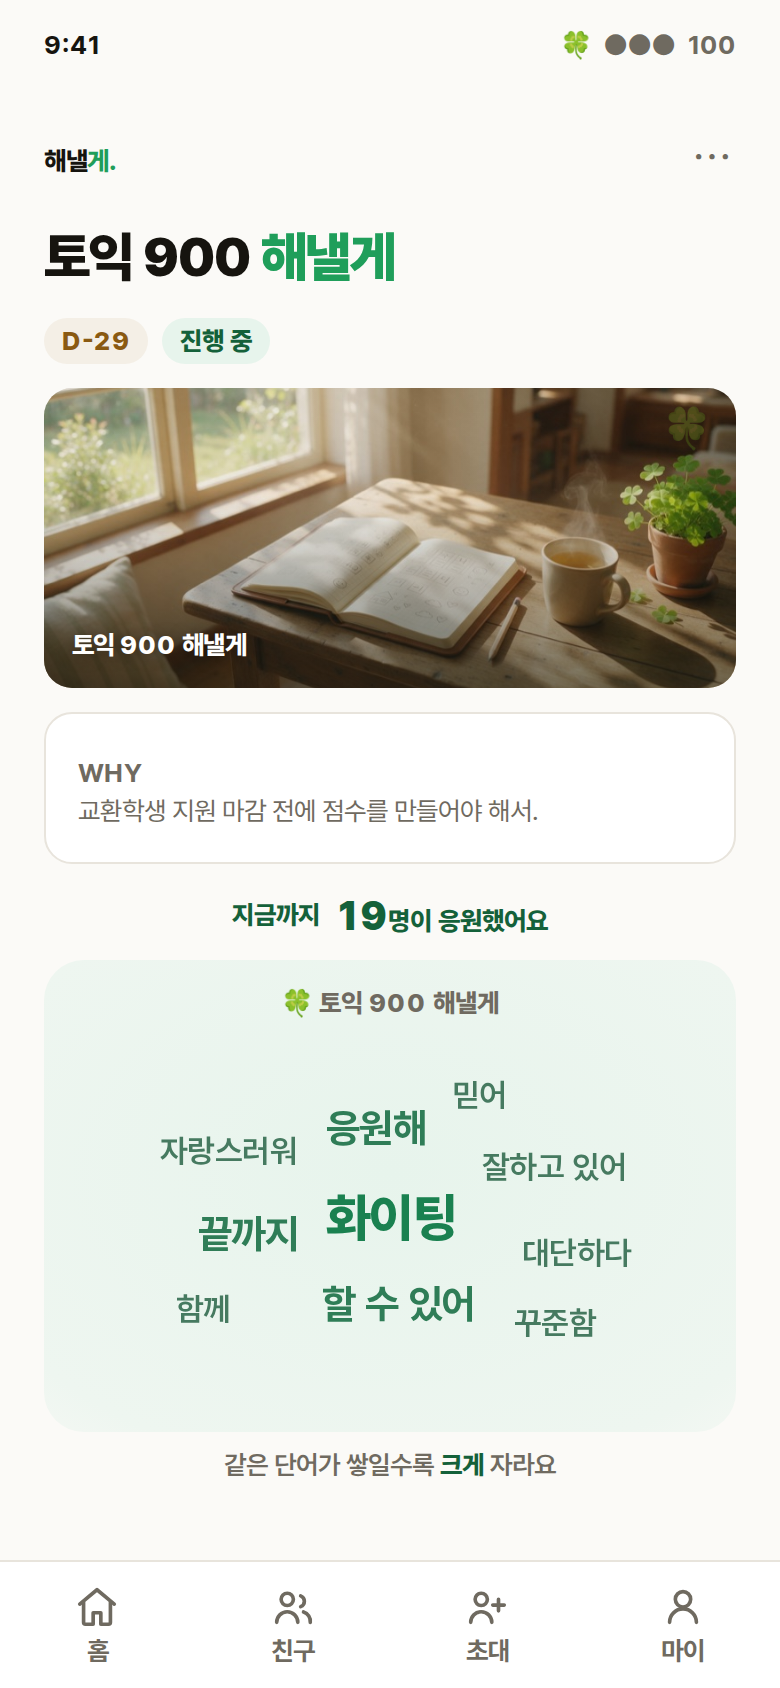 9:41
100
해낼게.
토익 900 해낼게
D-29
진행 중
토익 900 해낼게
WHY
교환학생 지원 마감 전에 점수를 만들어야 해서.
지금까지 19명이 응원했어요
토익 900 해낼게
믿어
응원해
자랑스러워
잘하고 있어
화이팅
끝까지
대단하다
할 수 있어
함께
꾸준함
같은 단어가 쌓일수록 크게 자라요
홈
친구
초대
마이